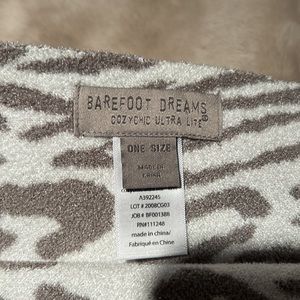 BAREFOOT DREAMS
COZYCHIC ULTRA LITE®
ONE SIZE
MADE IN
CHINA
A392245
LOT # 2008CG03
JOB # BF001388
RN#111248
made in china/
Fabriqué en Chine